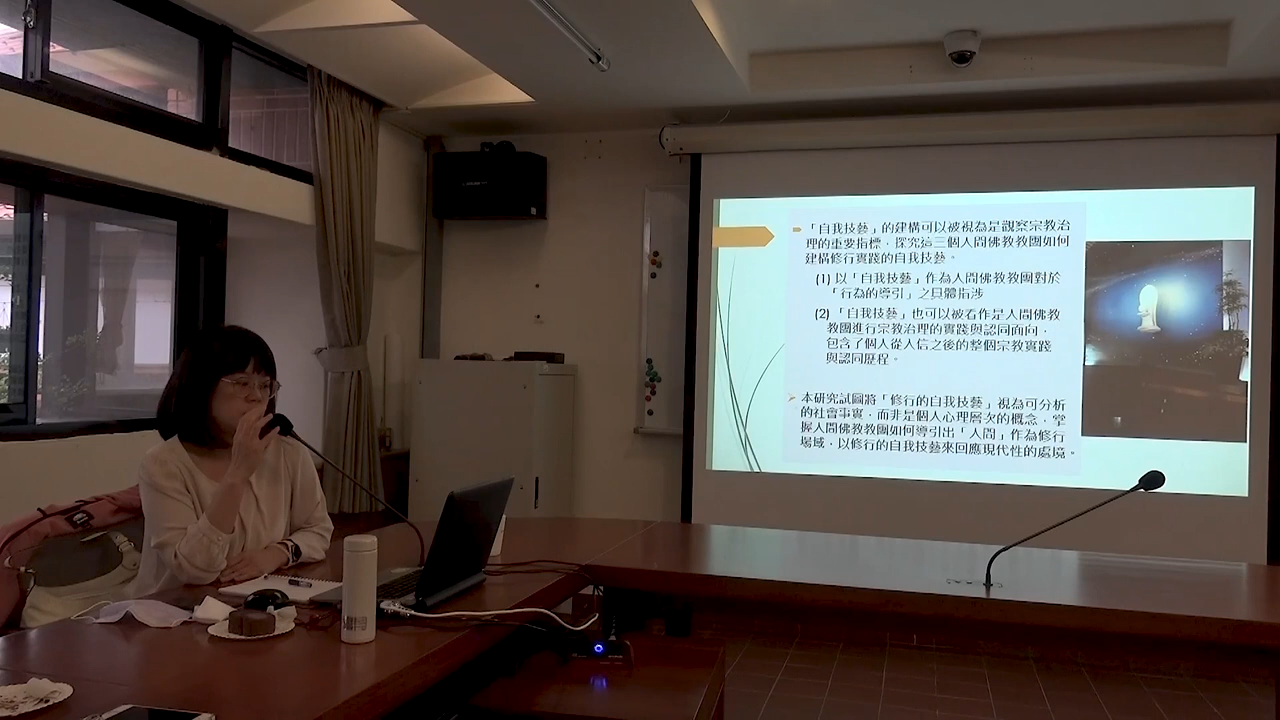 「自我技藝」的建構可以被視為是觀察宗教治
理的重要指標，探究這三個人間佛教教團如何
建構修行實踐的自我技藝。
(1) 以「自我技藝」作為人間佛教教團對於
「行為的導引」之具體指涉
(2) 「自我技藝」也可以被看作是人間佛教
教團進行宗教治理的實踐與認同面向，
包含了個人從入信之後的整個宗教實踐
與認同歷程。
本研究試圖將「修行的自我技藝」視為可分析
的社會事實，而非是個人心理層次的概念，掌
握人間佛教教團如何導引出「人間」作為修行
場域，以修行的自我技藝來回應現代性的處境。